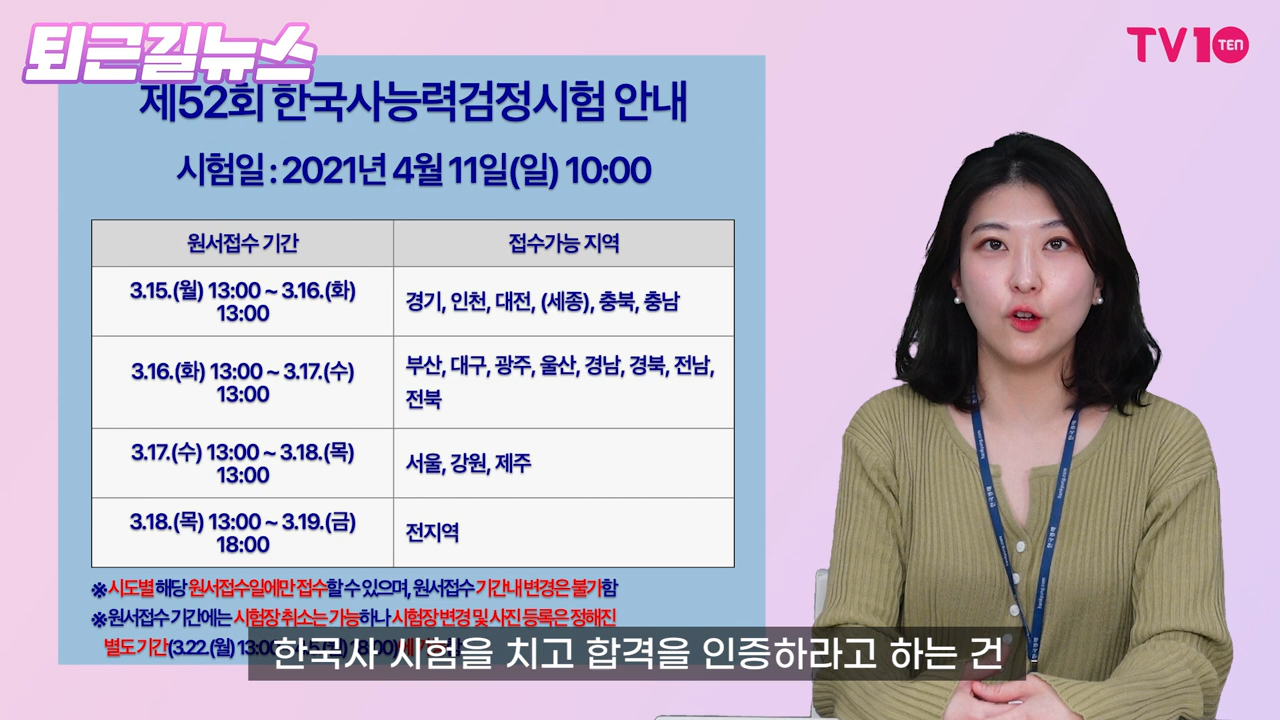 퇴근길뉴스
TV10
TEN
제52회 한국사능력검정시험 안내
시험일 : 2021년 4월 11일(일) 10:00
원서접수 기간
접수가능 지역
3.15.(월) 13:00 ~ 3.16.(화)
13:00
경기, 인천, 대전, (세종), 충북, 충남
3.16.(화) 13:00 ~ 3.17.(수)
13:00
부산, 대구, 광주, 울산, 경남, 경북, 전남,
전북
3.17.(수) 13:00 ~ 3.18.(목)
13:00
서울, 강원, 제주
3.18.(목) 13:00 ~ 3.19.(금)
18:00
전지역
※ 시도별 해당 원서접수일에만 접수할 수 있으며, 원서접수 기간내 변경은 불가함
※ 원서접수 기간에는 시험장 취소는 가능하나 시험장 변경 및 사진 등록은 정해진
별도 기간(3.22.(월)
한국사 시험을 치고 합격을 인증하라고 하는 건
한국경제
hankyung.com